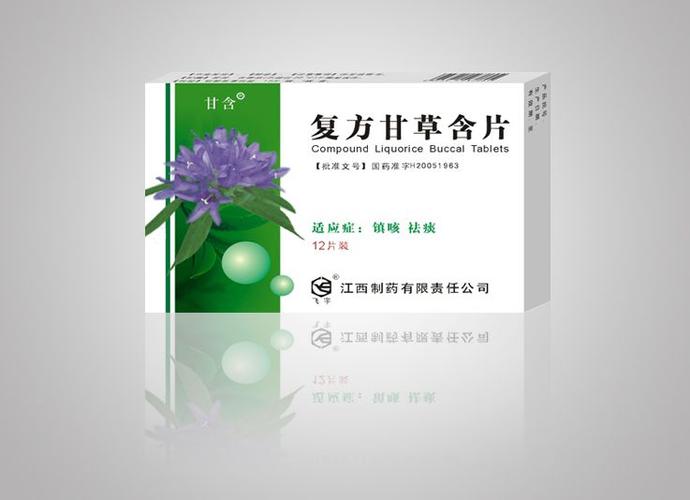 甘含®
复方甘草含片
Compound Liquorice Buccal Tablets
【批准文号】国药准字H20051963
适应症：镇咳 祛痰
12片装
飞宇®
江西制药有限责任公司